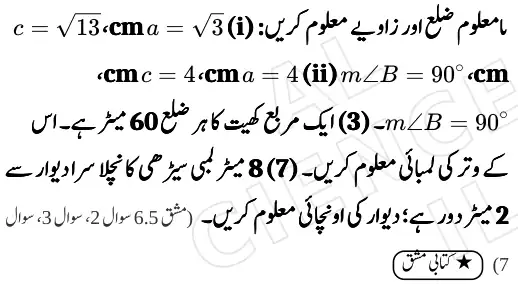 نامعلوم ضلع اور زاویے معلوم کریں: (i) a = √3 cm، c = √13
cm، m∠B = 90° (ii) a = 4 cm، c = 4 cm،
m∠B = 90°۔ (3) ایک مربع کھیت کا ہر ضلع 60 میٹر ہے۔ اس
کے وتر کی لمبائی معلوم کریں۔ (7) 8 میٹر لمبی سیڑھی کا نچلا سرا دیوار سے
2 میٹر دور ہے؛ دیوار کی اونچائی معلوم کریں۔ (مشق 6.5 سوال 2، سوال 3، سوال
7) ★ کتابی مشق